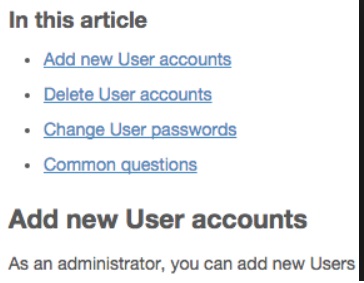 In this article
Add new User accounts
Delete User accounts
Change User passwords
Common questions
Add new User accounts
As an administrator, you can add new Users